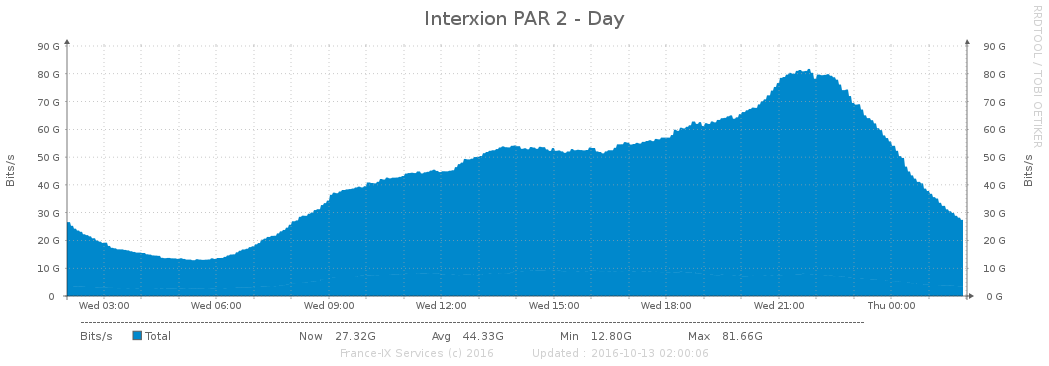 Interxion PAR 2 - Day
RRDTOOL / TOBI OETIKER
Bits/s
90 G 90 G
80 G 80 G
70 G 70 G
60 G 60 G
50 G 50 G
40 G 40 G
30 G 30 G
20 G 20 G
10 G 10 G
0 0 G
Bits/s
Wed 03:00 Wed 06:00 Wed 09:00 Wed 12:00 Wed 15:00 Wed 18:00 Wed 21:00 Thu 00:00
Bits/s Total Now 27.32G Avg 44.33G Min 12.80G Max 81.66G
France-IX Services (c) 2016 Updated : 2016-10-13 02:00:06